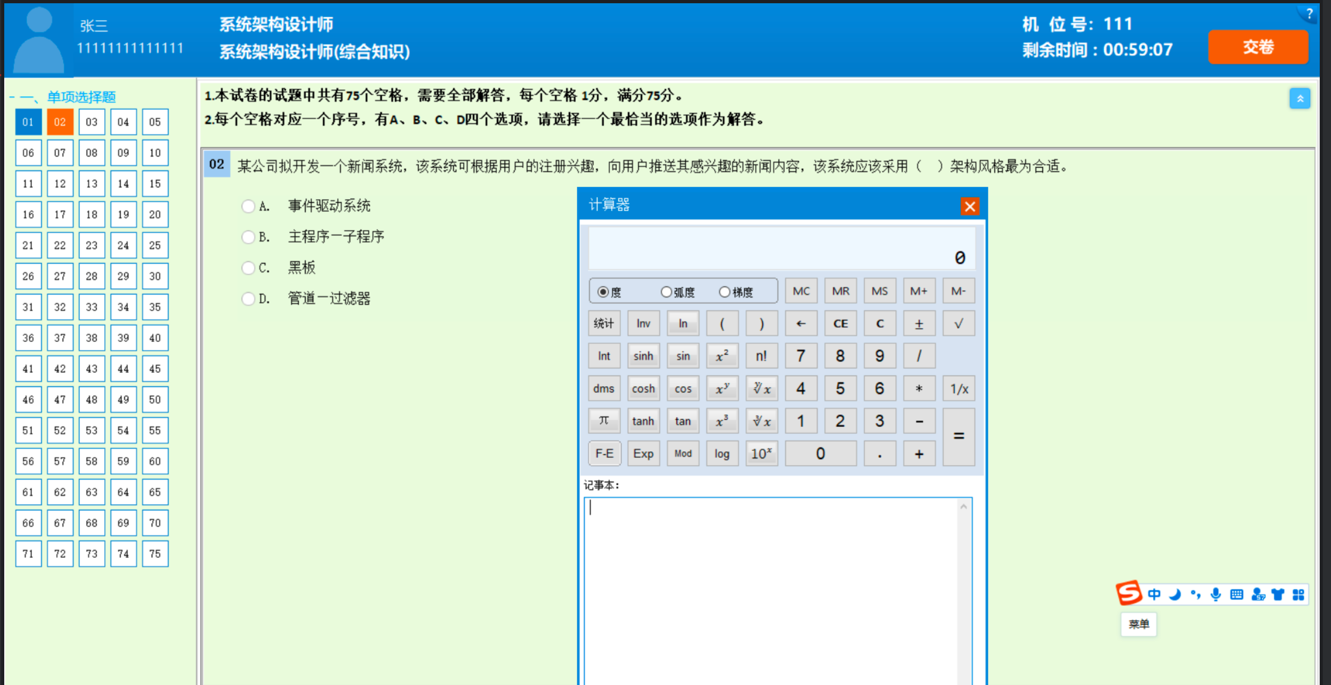 张三
11111111111111
系统架构设计师
系统架构设计师(综合知识)
机 位 号: 111
剩余时间:00:59:07
?
交卷
- 一、单项选择题
01 02 03 04 05
06 07 08 09 10
11 12 13 14 15
16 17 18 19 20
21 22 23 24 25
26 27 28 29 30
31 32 33 34 35
36 37 38 39 40
41 42 43 44 45
46 47 48 49 50
51 52 53 54 55
56 57 58 59 60
61 62 63 64 65
66 67 68 69 70
71 72 73 74 75
1.本试卷的试题中共有75个空格，需要全部解答，每个空格 1分，满分75分。
2.每个空格对应一个序号，有A、B、C、D四个选项，请选择一个最恰当的选项作为解答。
02 某公司拟开发一个新闻系统，该系统可根据用户的注册兴趣，向用户推送其感兴趣的新闻内容，该系统应该采用（ ）架构风格最为合适。
A. 事件驱动系统
B. 主程序—子程序
C. 黑板
D. 管道—过滤器
计算器
0
度 弧度 梯度 MC MR MS M+ M-
统计 Inv ln ( ) ← CE C ± √
Int sinh sin x² n! 7 8 9 /
dms cosh cos xʸ ʸ√x 4 5 6 * 1/x
π tanh tan x³ ³√x 1 2 3 - =
F-E Exp Mod log 10ˣ 0 . +
记事本:
S 中
菜单